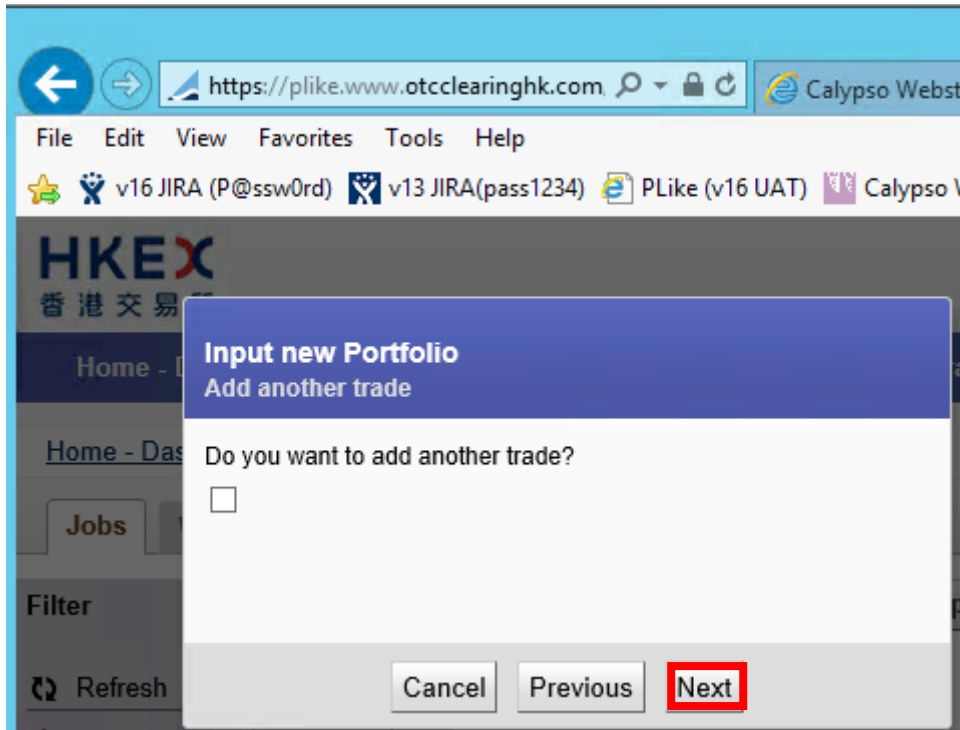 https://plike.www.otcclearinghk.com
Calypso Webst
File Edit View Favorites Tools Help
v16 JIRA (P@ssw0rd) v13 JIRA(pass1234) PLike (v16 UAT) Calypso
HKEX
香港交易
Home -
Input new Portfolio
Add another trade
Home - Das
Do you want to add another trade?
Jobs
Filter
Refresh
Cancel Previous Next